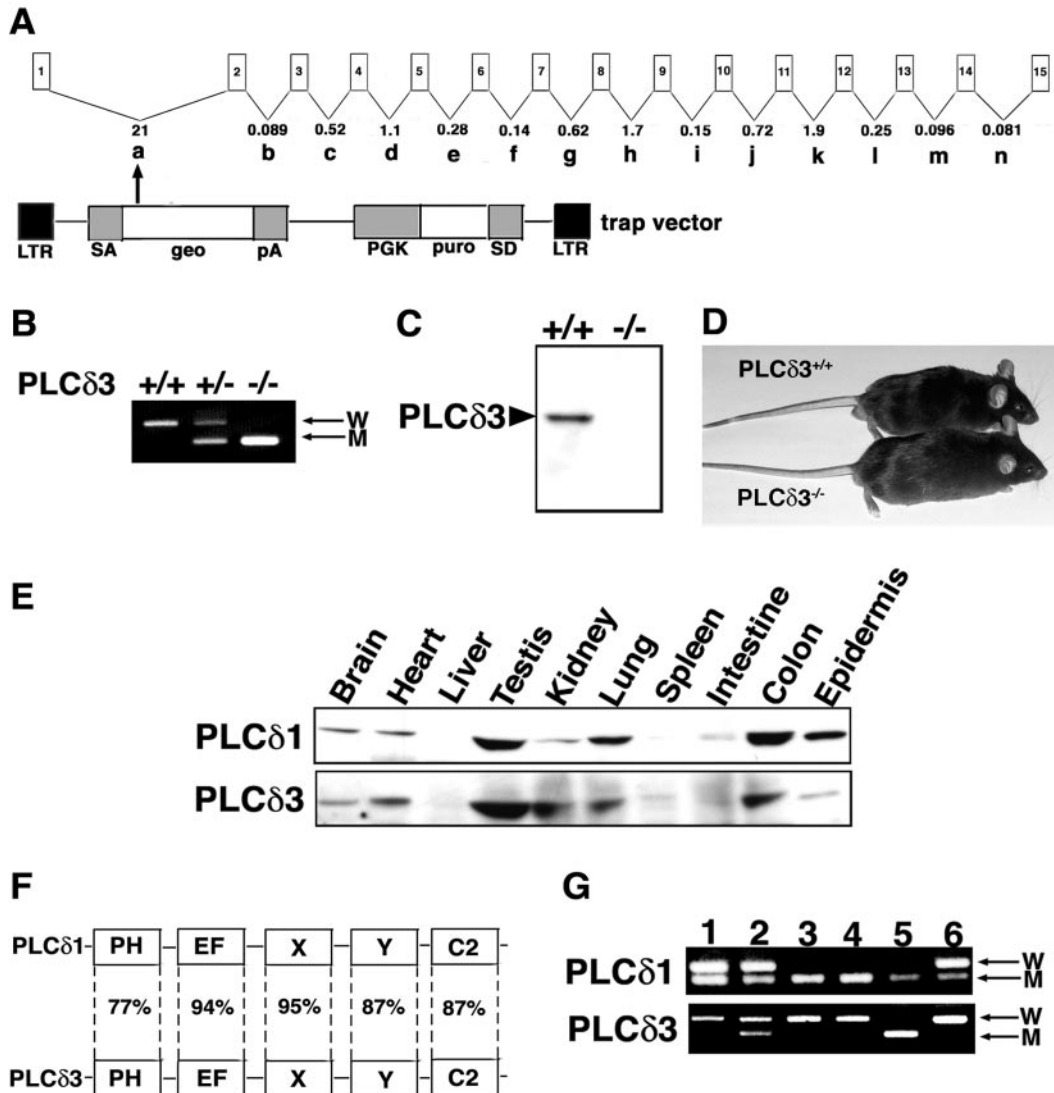 A
1 2 3 4 5 6 7 8 9 10 11 12 13 14 15
21 0.089 0.52 1.1 0.28 0.14 0.62 1.7 0.15 0.72 1.9 0.25 0.096 0.081
a b c d e f g h i j k l m n
trap vector
LTR SA geo pA PGK puro SD LTR
B
PLCδ3 +/+ +/- -/-
W
M
C
+/+ -/-
PLCδ3
D
PLCδ3+/+
PLCδ3-/-
E
Brain Heart Liver Testis Kidney Lung Spleen Intestine Colon Epidermis
PLCδ1
PLCδ3
F
PLCδ1 PH EF X Y C2
77% 94% 95% 87% 87%
PLCδ3 PH EF X Y C2
G
1 2 3 4 5 6
PLCδ1 W
M
PLCδ3 W
M